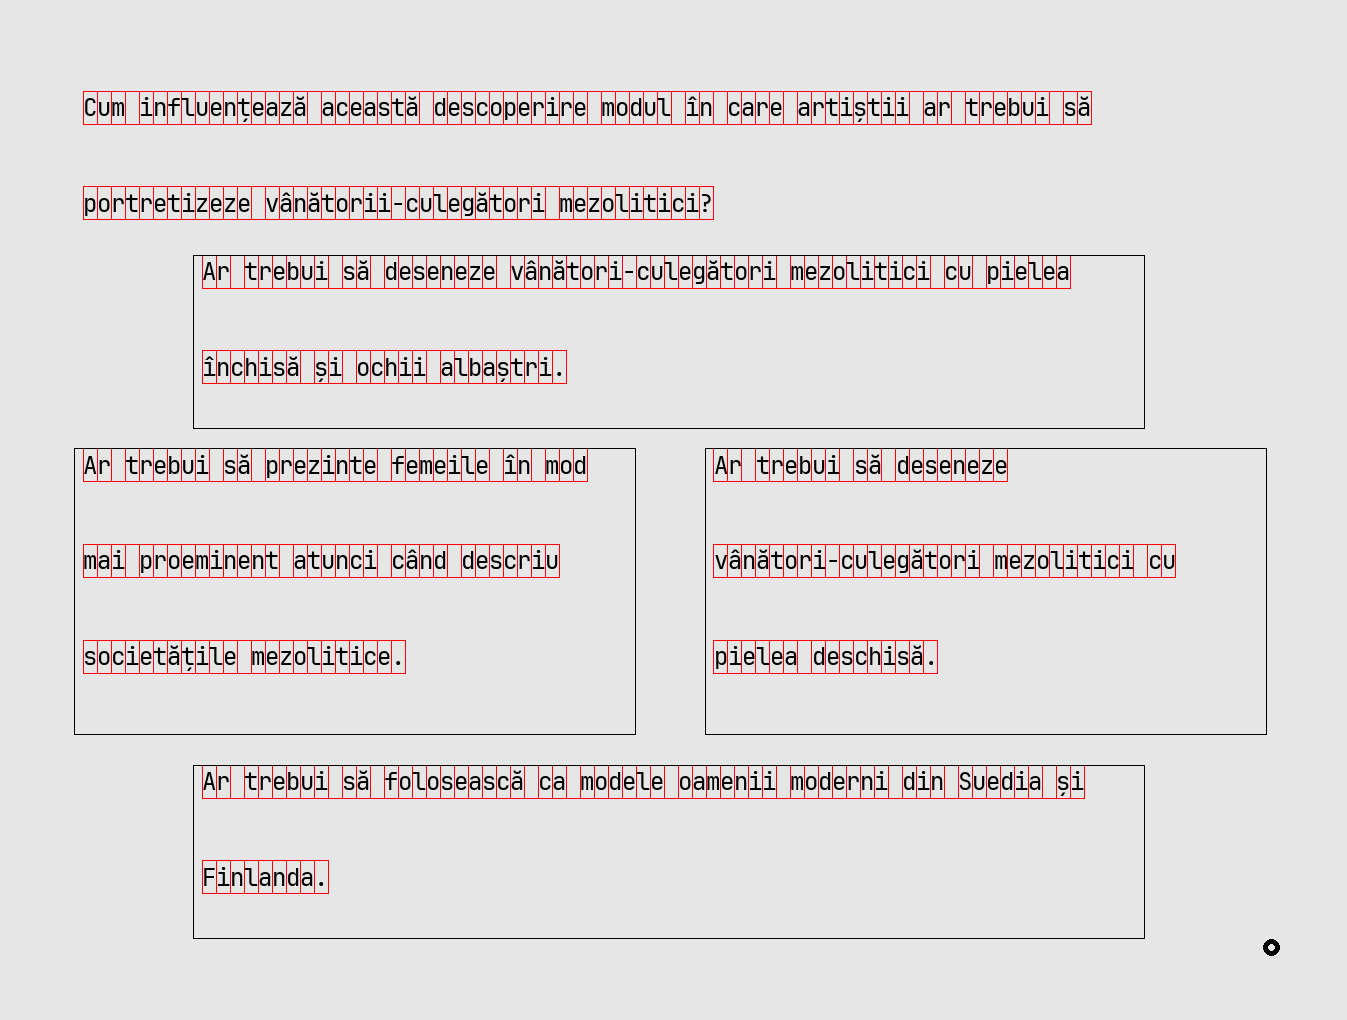 Cum influențează această descoperire modul în care artiștii ar trebui să
portretizeze vânătorii-culegători mezolitici?
Ar trebui să deseneze vânători-culegători mezolitici cu pielea
închisă și ochii albaștri.
Ar trebui să prezinte femeile în mod
mai proeminent atunci când descriu
societățile mezolitice.
Ar trebui să deseneze
vânători-culegători mezolitici cu
pielea deschisă.
Ar trebui să folosească ca modele oamenii moderni din Suedia și
Finlanda.